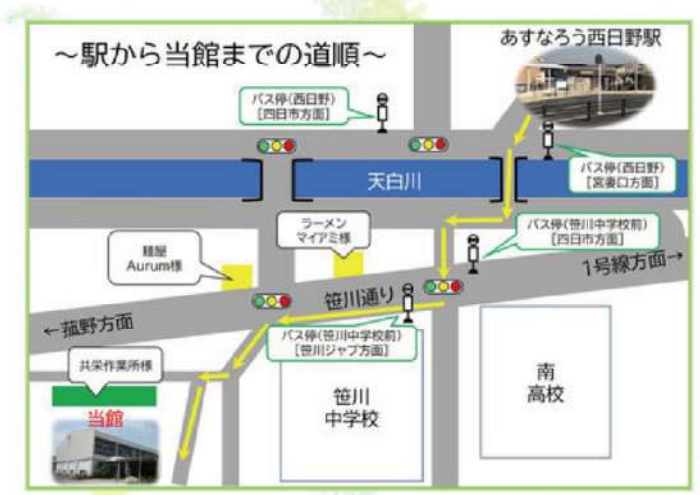 ～駅から当館までの道順～
あすなろう西日野駅
バス停(西日野)
[四日市方面]
バス停(西日野)
[宮妻口方面]
天白川
ラーメン
マイアミ様
バス停(笹川中学校前)
[四日市方面]
麺屋
Aurum様
1号線方面→
笹川通り
←菰野方面
バス停(笹川中学校前)
[笹川ジャブ方面]
共栄作業所様
当館
笹川
中学校
南
高校